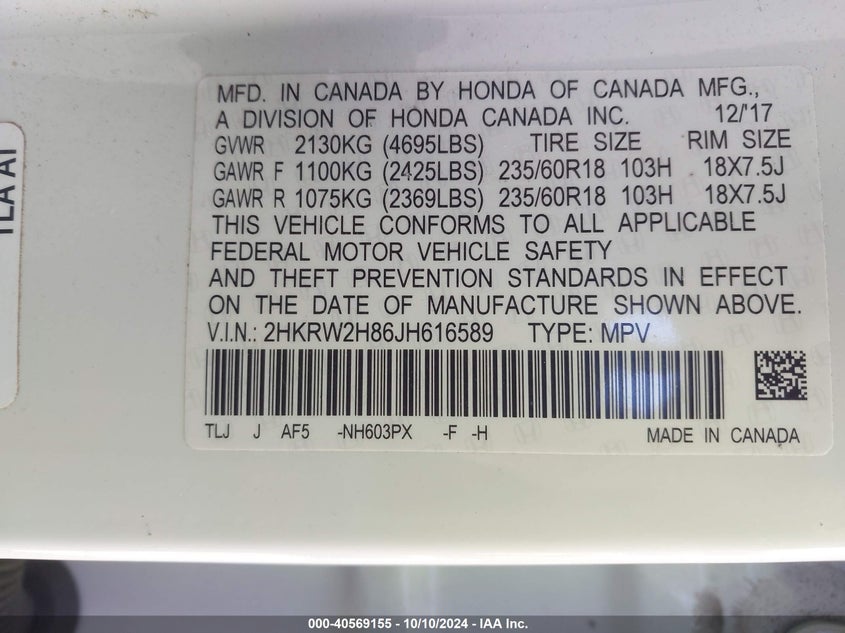 MFD. IN CANADA BY HONDA OF CANADA MFG.,
A DIVISION OF HONDA CANADA INC. 12/'17
GVWR 2130KG (4695LBS) TIRE SIZE RIM SIZE
GAWR F 1100KG (2425LBS) 235/60R18 103H 18X7.5J
GAWR R 1075KG (2369LBS) 235/60R18 103H 18X7.5J
THIS VEHICLE CONFORMS TO ALL APPLICABLE
FEDERAL MOTOR VEHICLE SAFETY
AND THEFT PREVENTION STANDARDS IN EFFECT
ON THE DATE OF MANUFACTURE SHOWN ABOVE.
V.I.N.: 2HKRW2H86JH616589 TYPE: MPV
TLJ J AF5 -NH603PX -F -H MADE IN CANADA
TLA A1
000-40569155 - 10/10/2024 - IAA Inc.